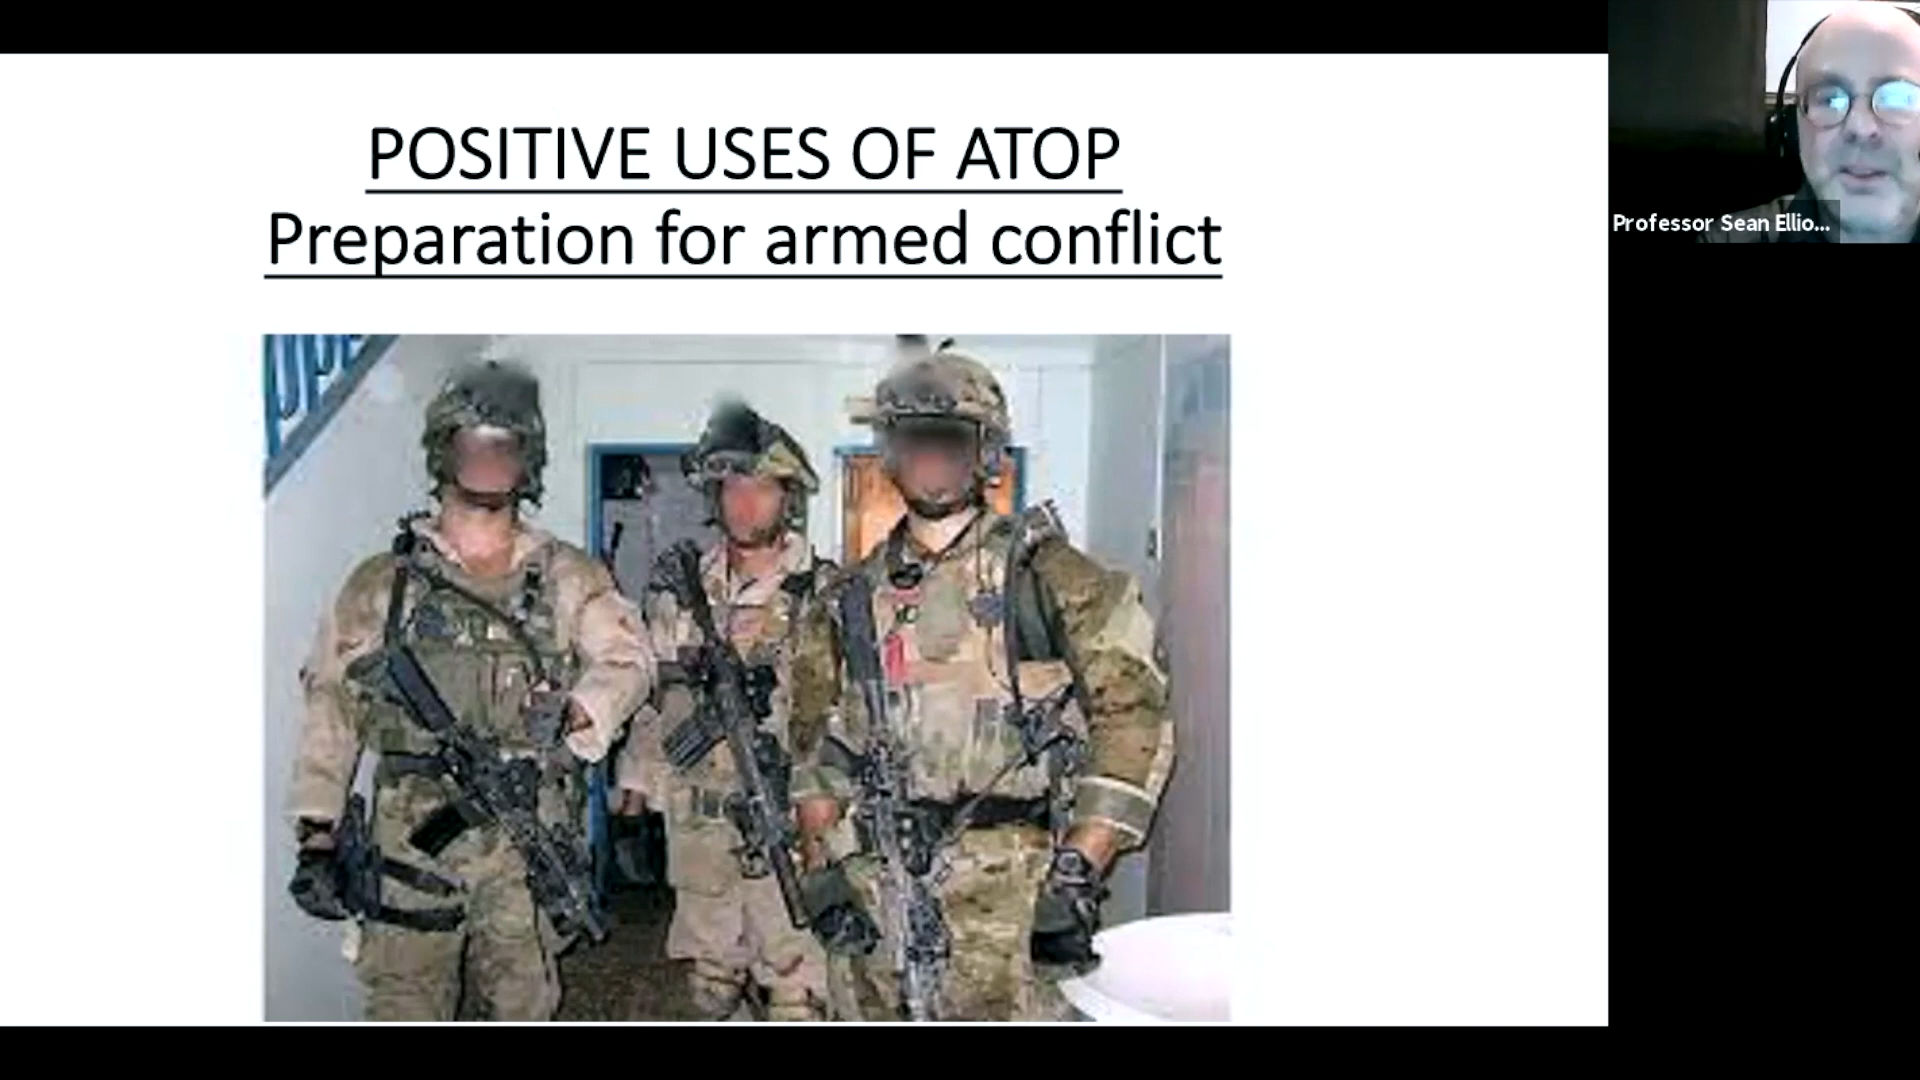 POSITIVE USES OF ATOP
Preparation for armed conflict
Professor Sean Ellio...